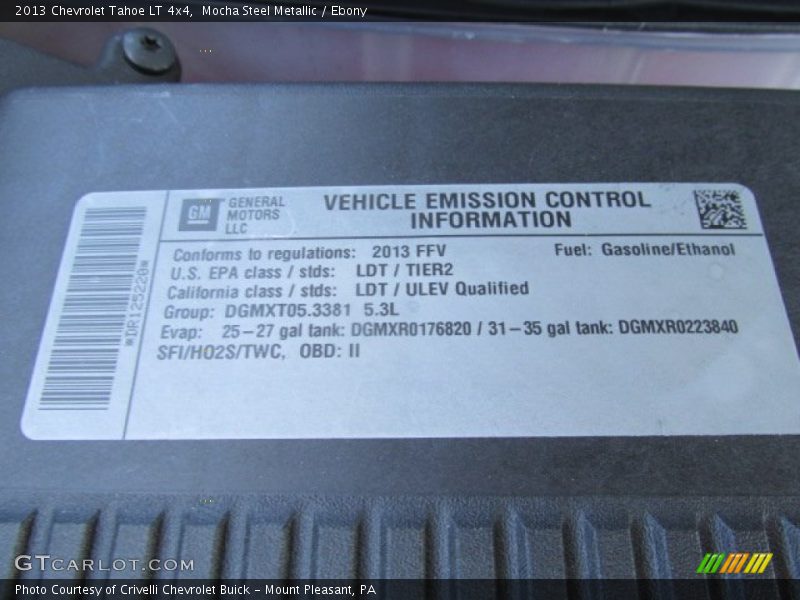 2013 Chevrolet Tahoe LT 4x4, Mocha Steel Metallic / Ebony
GM GENERAL MOTORS LLC
VEHICLE EMISSION CONTROL
INFORMATION
Conforms to regulations: 2013 FFV Fuel: Gasoline/Ethanol
U.S. EPA class / stds: LDT / TIER2
California class / stds: LDT / ULEV Qualified
Group: DGMXT05.3381 5.3L
Evap: 25-27 gal tank: DGMXR0176820 / 31-35 gal tank: DGMXR0223840
SFI/HO2S/TWC, OBD: II
*DR125220*
GTCARLOT.COM
Photo Courtesy of Crivelli Chevrolet Buick - Mount Pleasant, PA